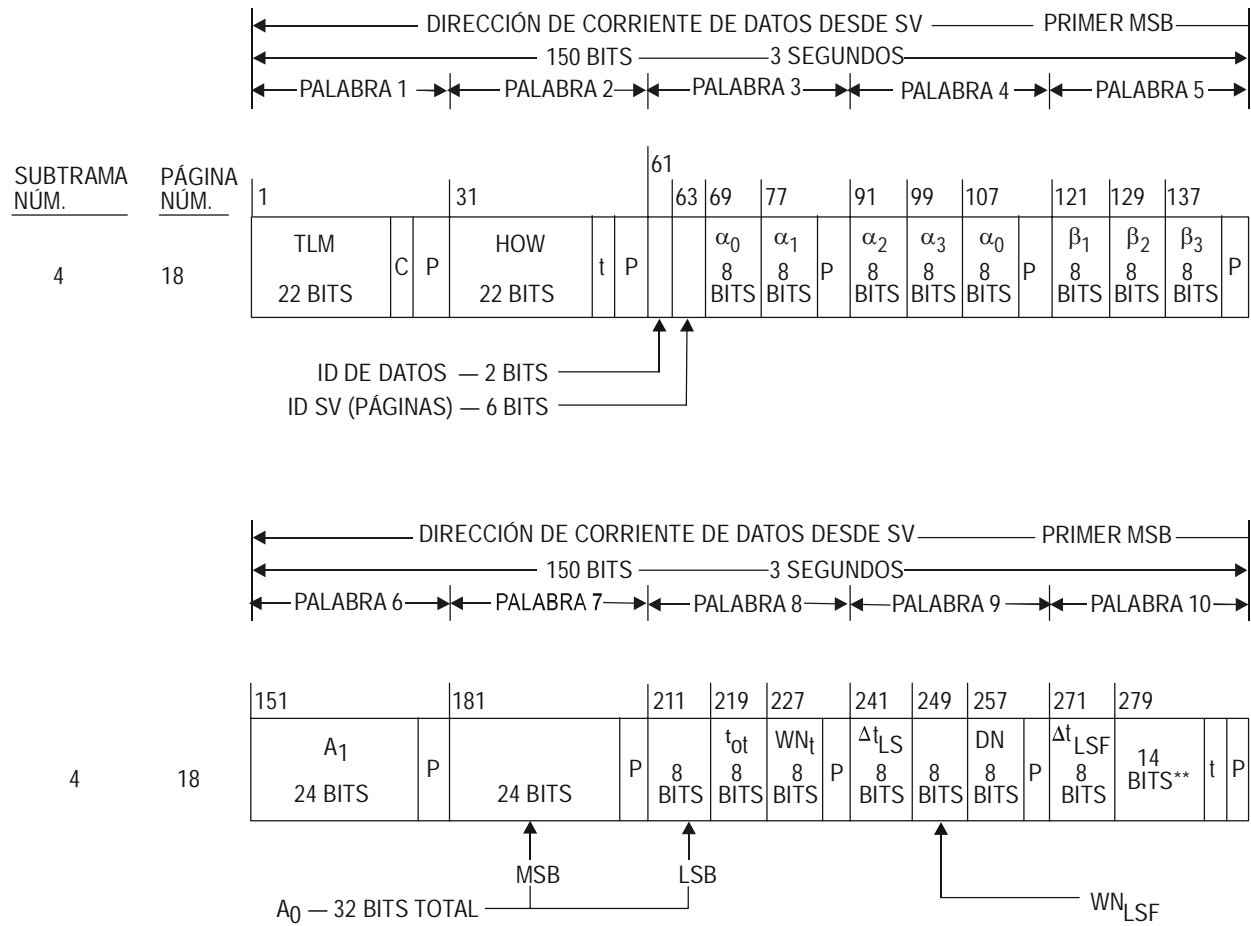 DIRECCIÓN DE CORRIENTE DE DATOS DESDE SV PRIMER MSB
150 BITS 3 SEGUNDOS
PALABRA 1 PALABRA 2 PALABRA 3 PALABRA 4 PALABRA 5
SUBTRAMA NÚM. PÁGINA NÚM.
1 31 61 63 69 77 91 99 107 121 129 137
4 18
TLM 22 BITS C P HOW 22 BITS t P α0 8 BITS α1 8 BITS P α2 8 BITS α3 8 BITS α0 8 BITS P β1 8 BITS β2 8 BITS β3 8 BITS P
ID DE DATOS — 2 BITS
ID SV (PÁGINAS) — 6 BITS
DIRECCIÓN DE CORRIENTE DE DATOS DESDE SV PRIMER MSB
150 BITS 3 SEGUNDOS
PALABRA 6 PALABRA 7 PALABRA 8 PALABRA 9 PALABRA 10
151 181 211 219 227 241 249 257 271 279
4 18
A1 24 BITS P 24 BITS P 8 BITS tot 8 BITS WNt 8 BITS P ΔtLS 8 BITS 8 BITS DN 8 BITS P ΔtLSF 8 BITS 14 BITS** t P
MSB LSB
A0 — 32 BITS TOTAL
WNLSF